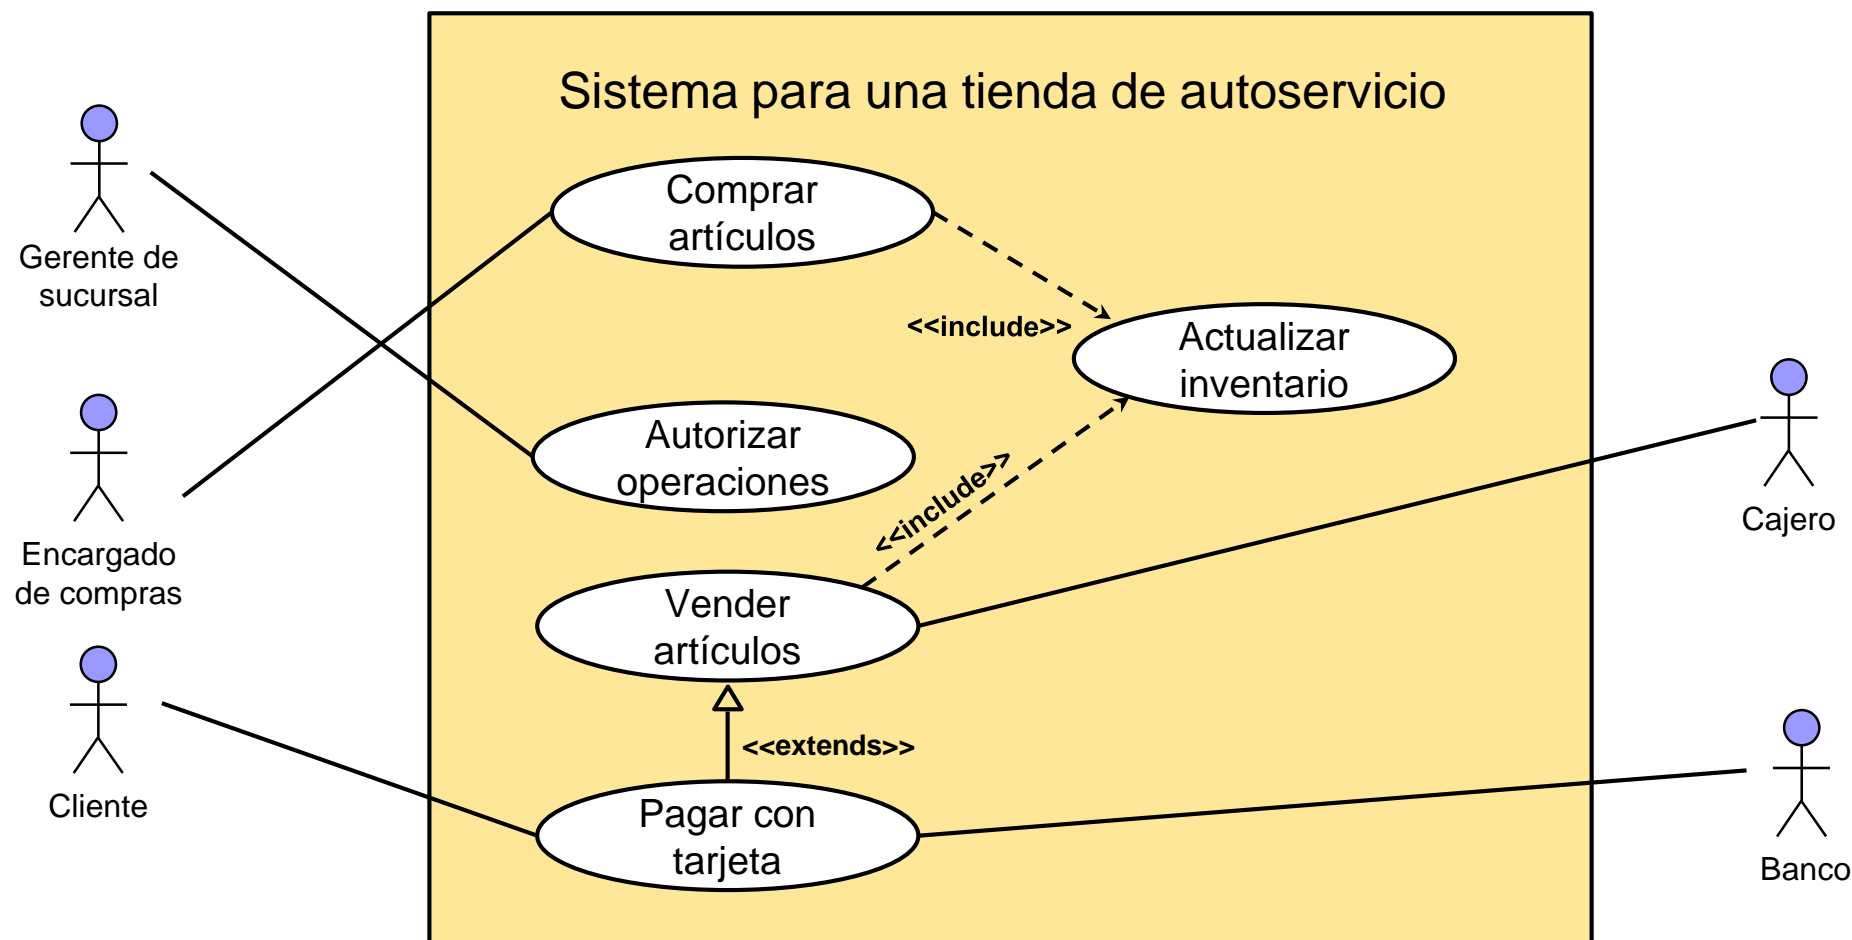 Sistema para una tienda de autoservicio
Gerente de
sucursal
Comprar
artículos
<<include>>
Actualizar
inventario
Autorizar
operaciones
<<include>>
Encargado
de compras
Cajero
Vender
artículos
<<extends>>
Cliente
Pagar con
tarjeta
Banco